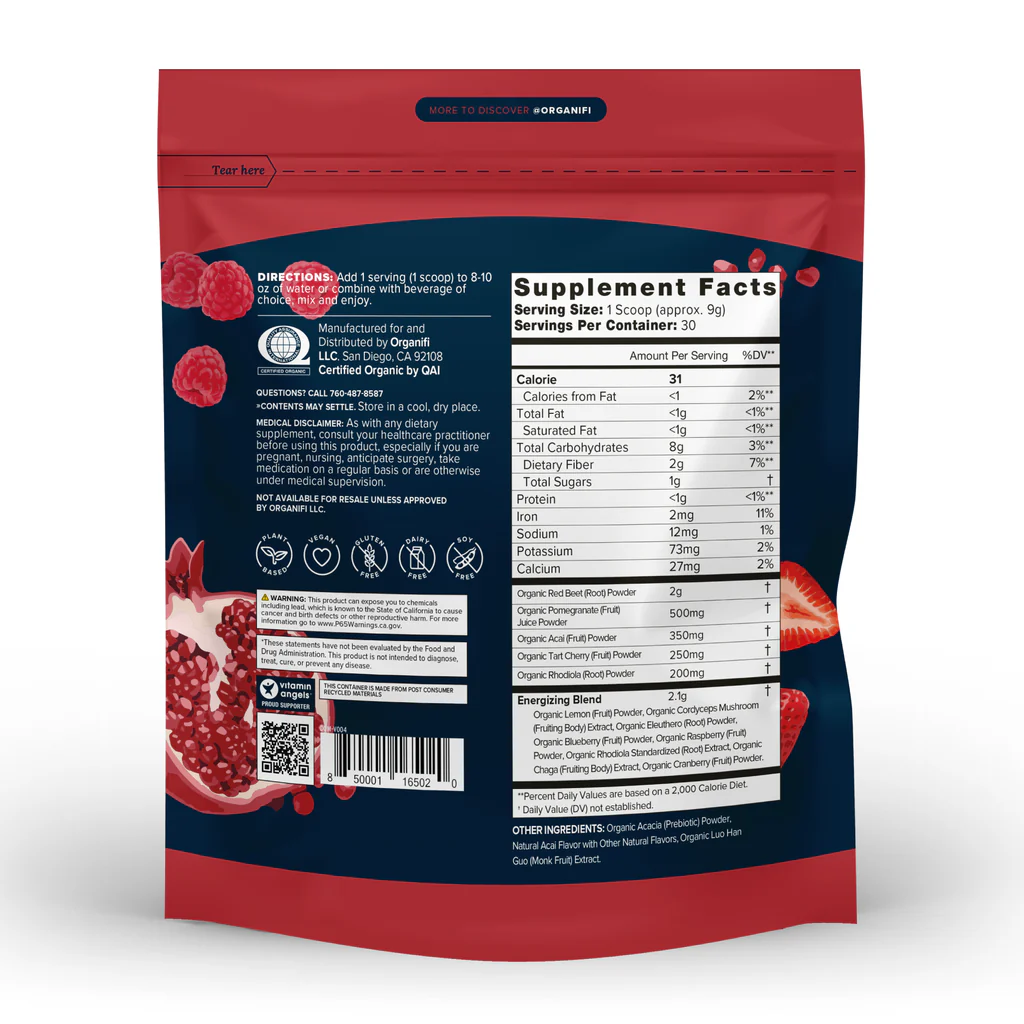 MORE TO DISCOVER @ORGANIFI
Tear here
DIRECTIONS: Add 1 serving (1 scoop) to 8-10
oz of water or combine with beverage of
choice, mix and enjoy.
CERTIFIED ORGANIC
Manufactured for and
Distributed by Organifi
LLC. San Diego, CA 92108
Certified Organic by QAI
QUESTIONS? CALL 760-487-8587
»CONTENTS MAY SETTLE. Store in a cool, dry place.
MEDICAL DISCLAIMER: As with any dietary
supplement, consult your healthcare practitioner
before using this product, especially if you are
pregnant, nursing, anticipate surgery, take
medication on a regular basis or are otherwise
under medical supervision.
NOT AVAILABLE FOR RESALE UNLESS APPROVED
BY ORGANIFI LLC.
PLANT BASED
VEGAN
GLUTEN FREE
DAIRY FREE
SOY FREE
WARNING: This product can expose you to chemicals
including lead, which is known to the State of California to cause
cancer and birth defects or other reproductive harm. For more
information go to www.P65Warnings.ca.gov.
*These statements have not been evaluated by the Food and
Drug Administration. This product is not intended to diagnose,
treat, cure, or prevent any disease.
vitamin
angels
PROUD SUPPORTER
THIS CONTAINER IS MADE FROM POST CONSUMER
RECYCLED MATERIALS
8 50001 16502 0
Supplement Facts
Serving Size: 1 Scoop (approx. 9g)
Servings Per Container: 30
Amount Per Serving %DV**
Calorie 31
Calories from Fat <1 2%**
Total Fat <1g <1%**
Saturated Fat <1g <1%**
Total Carbohydrates 8g 3%**
Dietary Fiber 2g 7%**
Total Sugars 1g †
Protein <1g <1%**
Iron 2mg 11%
Sodium 12mg 1%
Potassium 73mg 2%
Calcium 27mg 2%
Organic Red Beet (Root) Powder 2g †
Organic Pomegranate (Fruit)
Juice Powder 500mg †
Organic Acai (Fruit) Powder 350mg †
Organic Tart Cherry (Fruit) Powder 250mg †
Organic Rhodiola (Root) Powder 200mg †
Energizing Blend 2.1g †
Organic Lemon (Fruit) Powder, Organic Cordyceps Mushroom
(Fruiting Body) Extract, Organic Eleuthero (Root) Powder,
Organic Blueberry (Fruit) Powder, Organic Raspberry (Fruit)
Powder, Organic Rhodiola Standardized (Root) Extract, Organic
Chaga (Fruiting Body) Extract, Organic Cranberry (Fruit) Powder.
**Percent Daily Values are based on a 2,000 Calorie Diet.
† Daily Value (DV) not established.
OTHER INGREDIENTS: Organic Acacia (Prebiotic) Powder,
Natural Acai Flavor with Other Natural Flavors, Organic Luo Han
Guo (Monk Fruit) Extract.